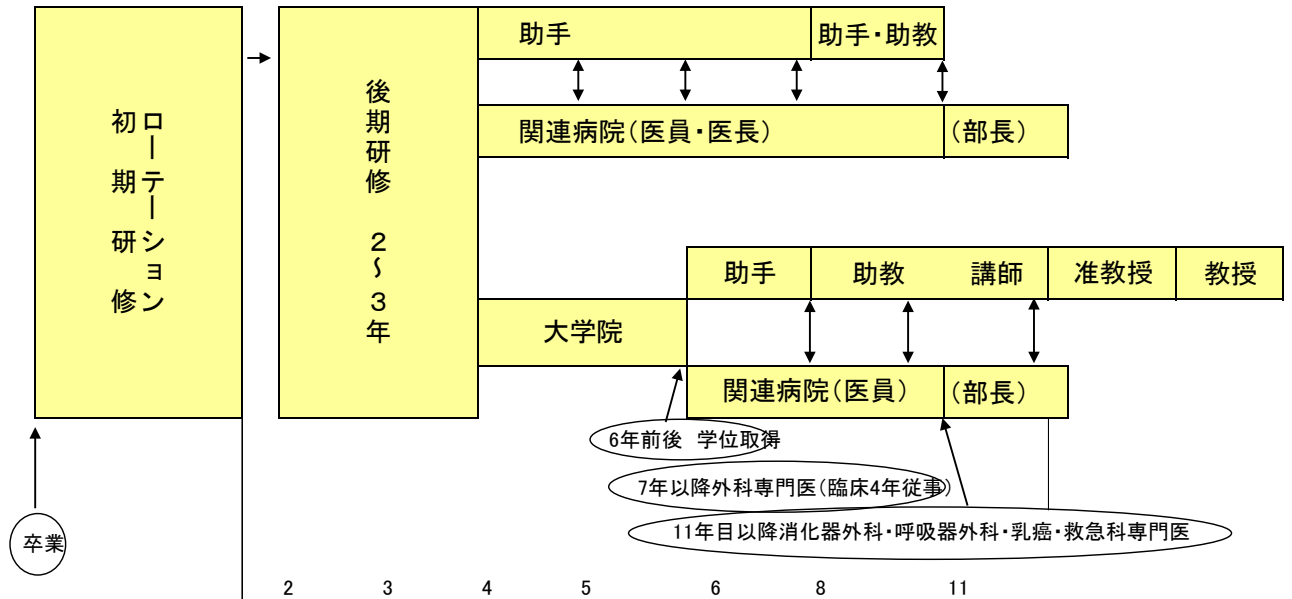 助手
助手・助教
関連病院(医員・医長)
(部長)
ローテーション
初期研修
後期研修 2~3年
助手
助教
講師
准教授
教授
大学院
関連病院(医員)
(部長)
6年前後 学位取得
7年以降外科専門医(臨床4年従事)
11年目以降消化器外科・呼吸器外科・乳癌・救急科専門医
卒業
2 3 4 5 6 8 11